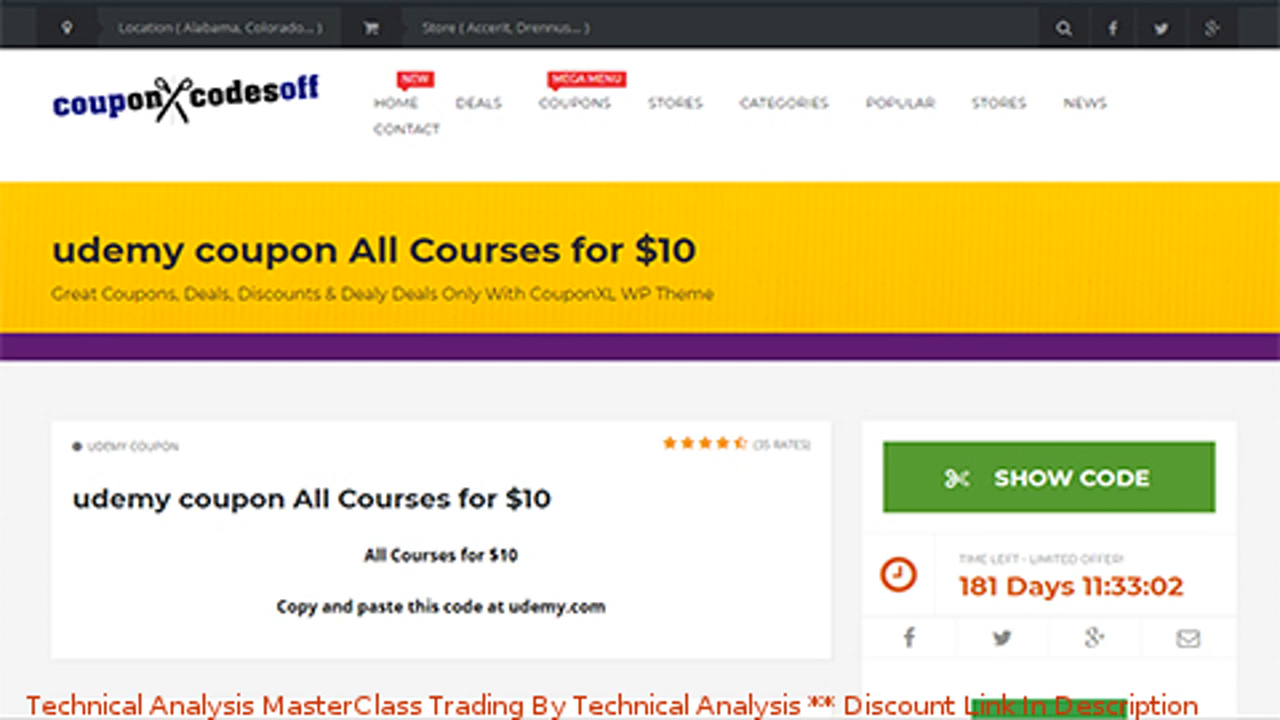 Location ( Alabama, Colorado... )
Store ( Accent, Drennus... )
couponXcodesoff
NEW
MEGA MENU
HOME DEALS COUPONS STORES CATEGORIES POPULAR STORES NEWS
CONTACT
udemy coupon All Courses for $10
Great Coupons, Deals, Discounts & Dealy Deals Only With CouponXL WP Theme
UDEMY COUPON
(35 RATES)
udemy coupon All Courses for $10
All Courses for $10
Copy and paste this code at udemy.com
SHOW CODE
TIME LEFT - LIMITED OFFER!
181 Days 11:33:02
Technical Analysis MasterClass Trading By Technical Analysis ** Discount Link In Description